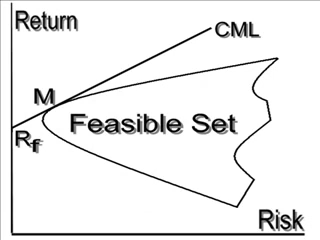 Return
CML
M
Feasible Set
Rf
Risk